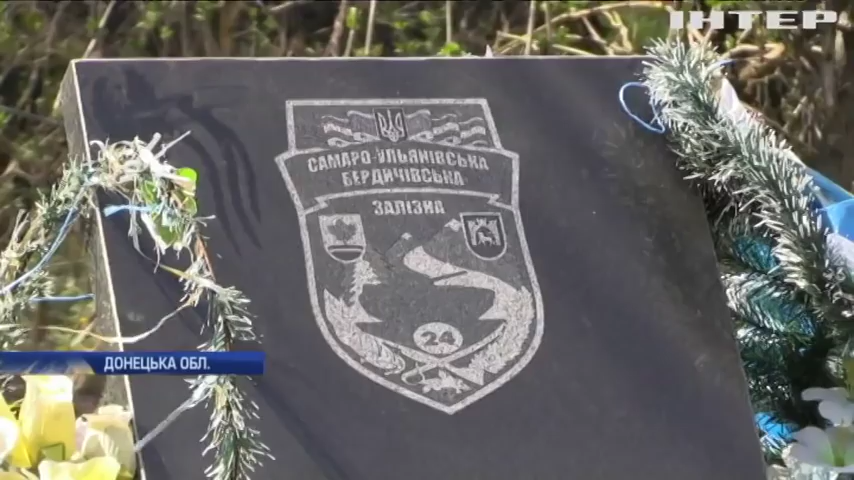 ІНТЕР
САМАРО-УЛЬЯНІВСЬКА
БЕРДИЧІВСЬКА
ЗАЛІЗНА
24
ДОНЕЦЬКА ОБЛ.